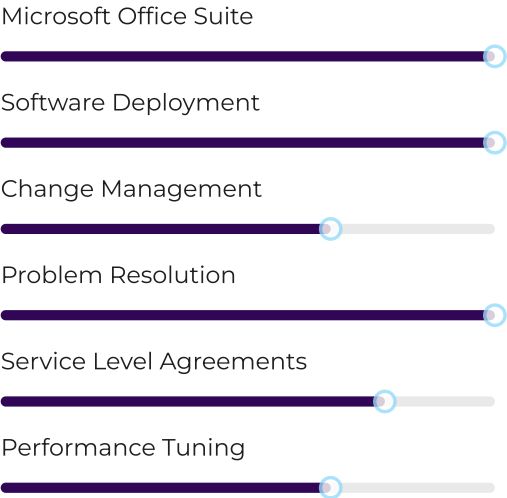 Microsoft Office Suite
Software Deployment
Change Management
Problem Resolution
Service Level Agreements
Performance Tuning